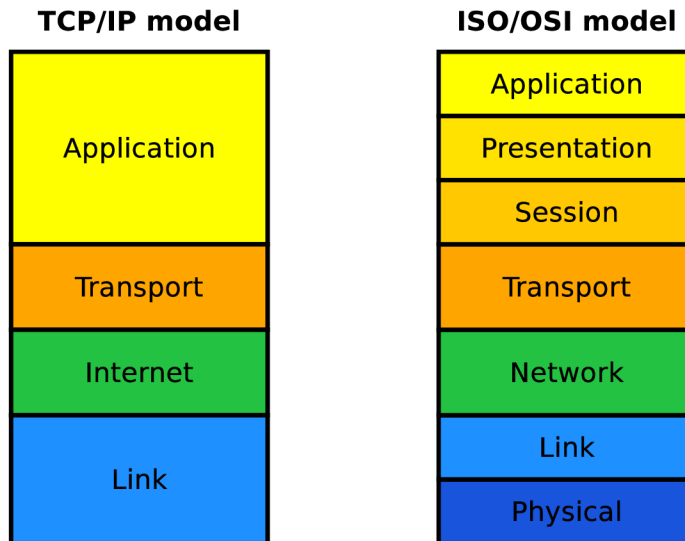 TCP/IP model
Application
Transport
Internet
Link
ISO/OSI model
Application
Presentation
Session
Transport
Network
Link
Physical